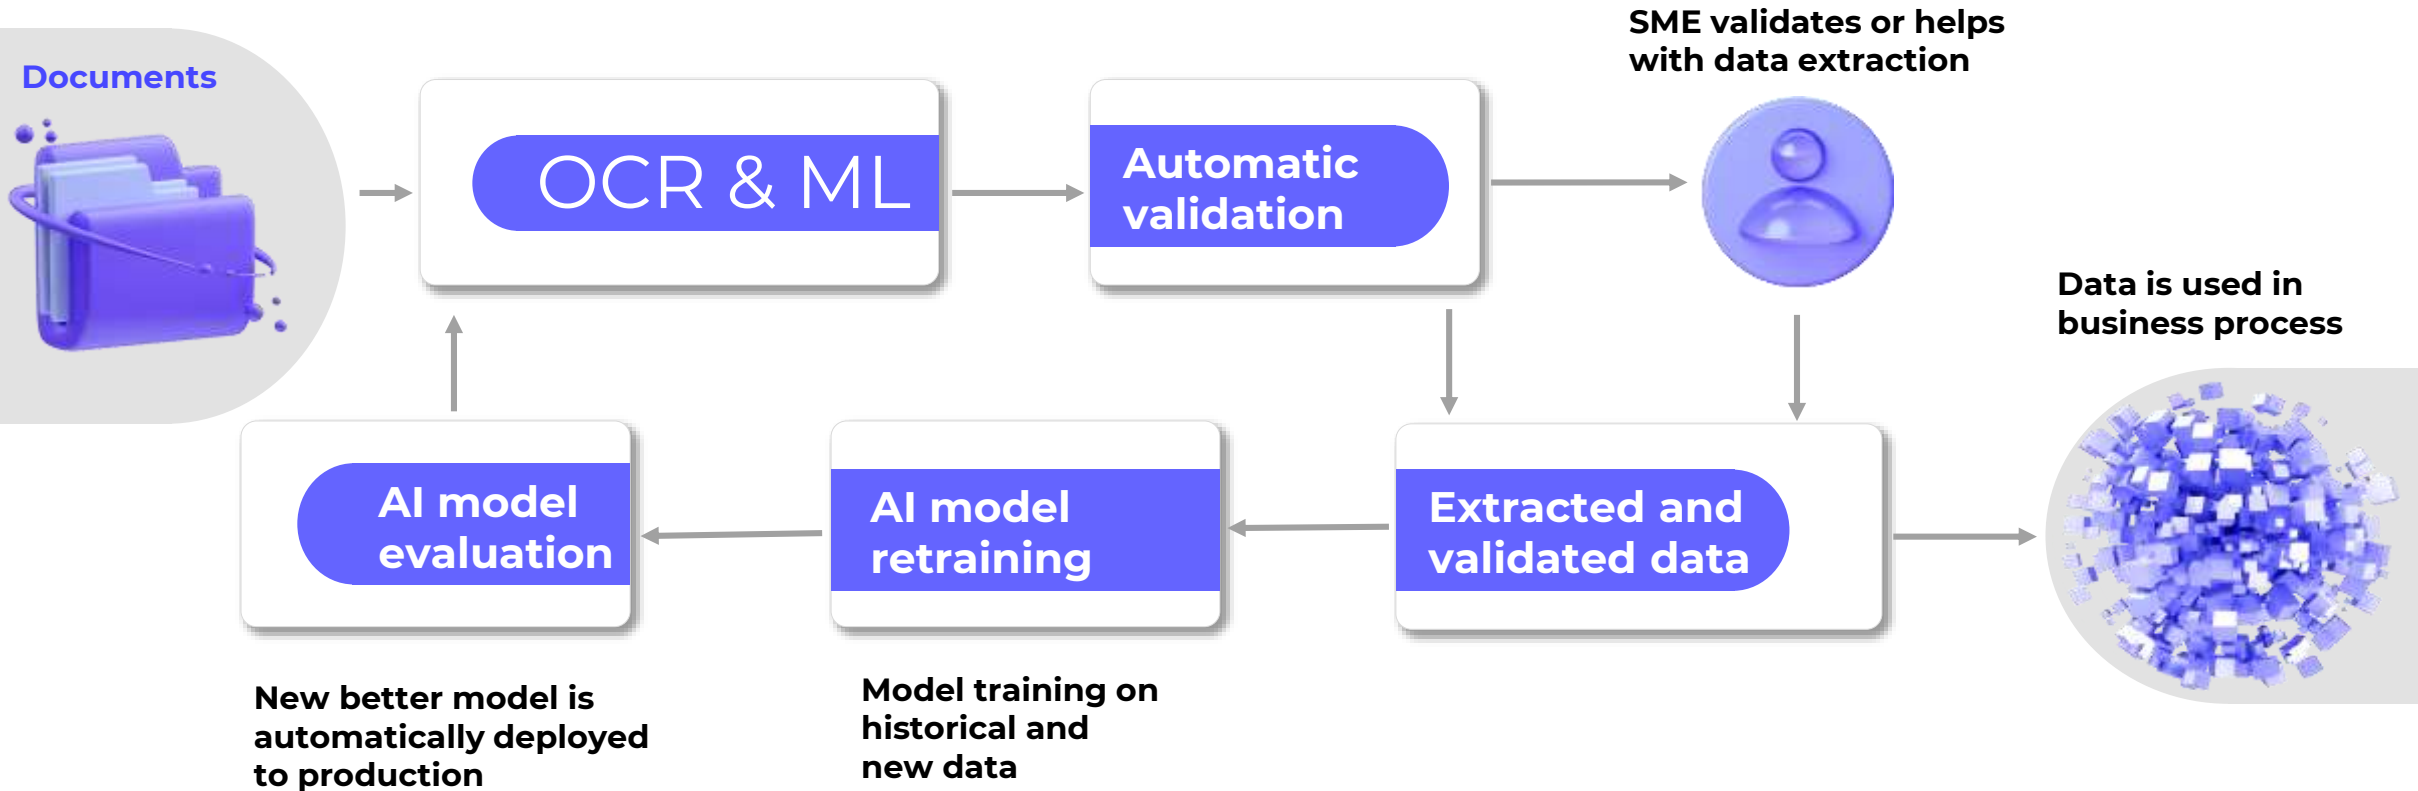 SME validates or helps
with data extraction
Documents
OCR & ML
Automatic
validation
Data is used in
business process
AI model
evaluation
AI model
retraining
Extracted and
validated data
New better model is
automatically deployed
to production
Model training on
historical and
new data